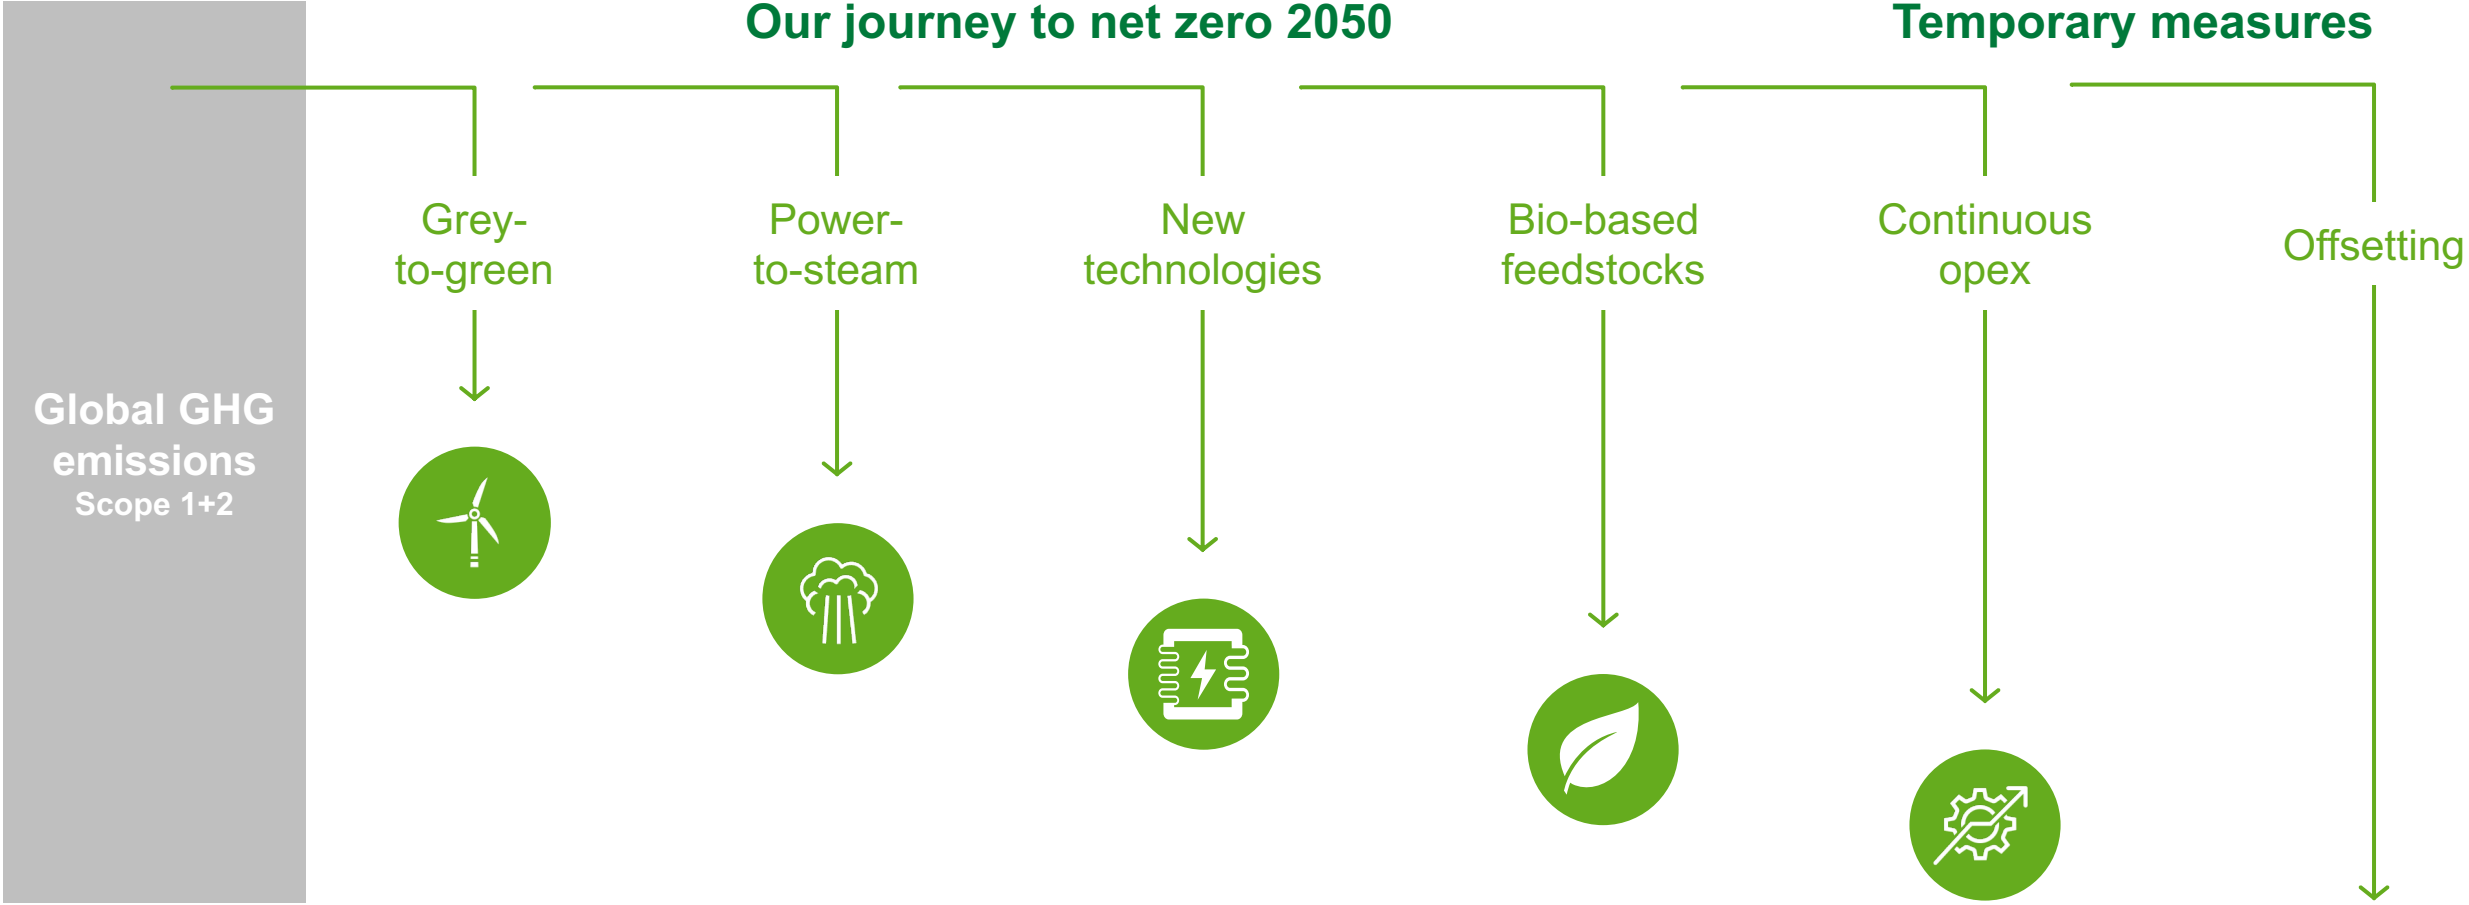 Our journey to net zero 2050
Temporary measures
Global GHG
emissions
Scope 1+2
Grey-
to-green
Power-
to-steam
New
technologies
Bio-based
feedstocks
Continuous
opex
Offsetting